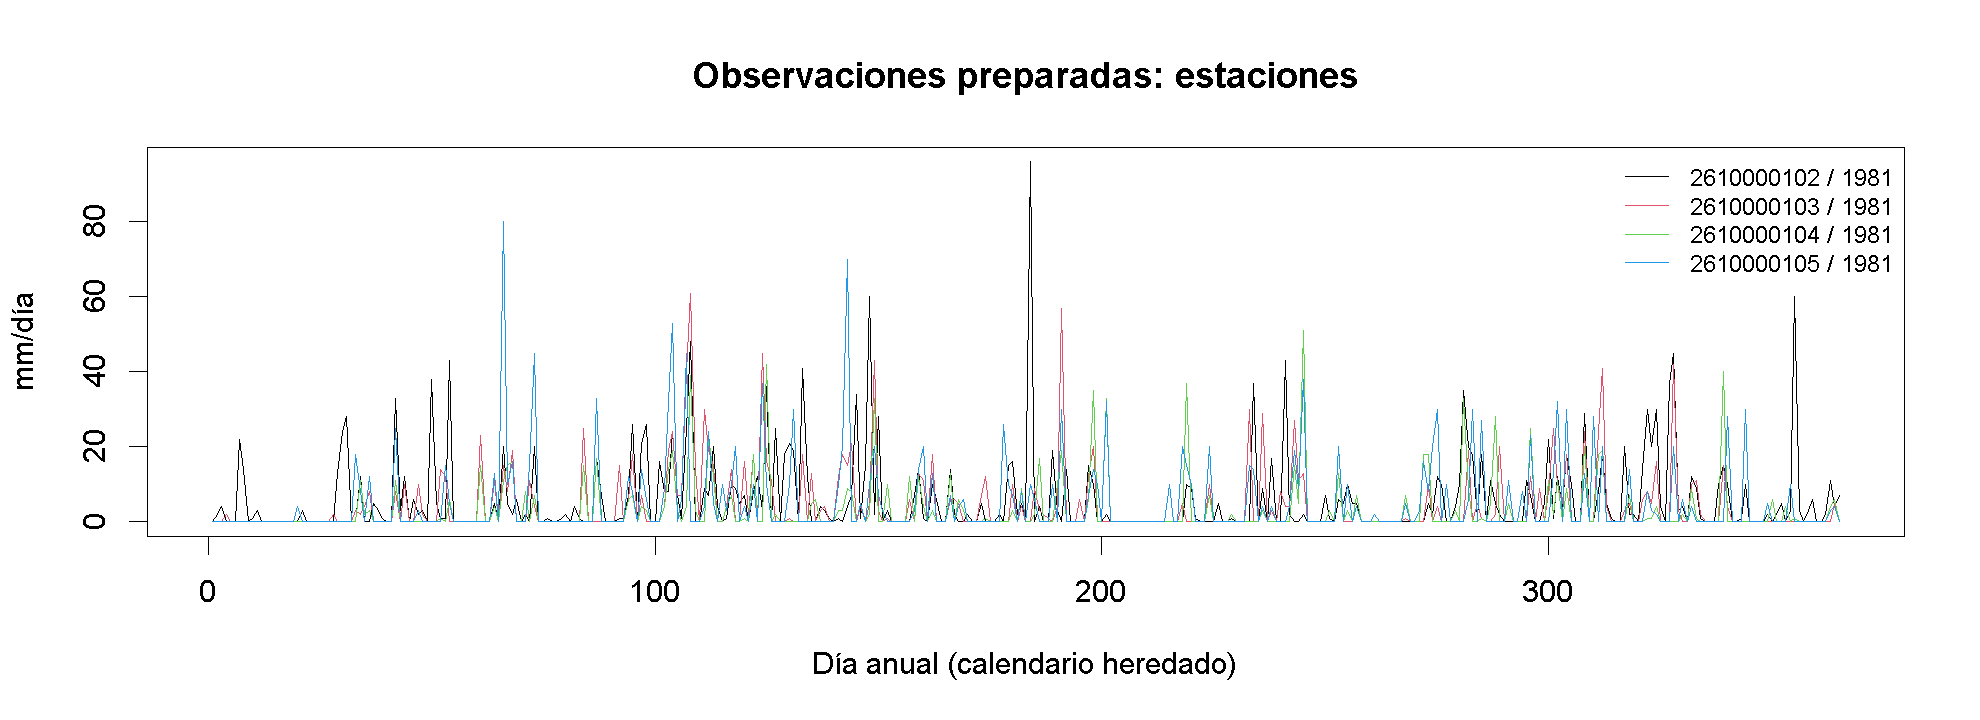 Observaciones preparadas: estaciones
2610000102 / 1981
2610000103 / 1981
2610000104 / 1981
2610000105 / 1981
mm/día
80
60
40
20
0
0 100 200 300
Día anual (calendario heredado)